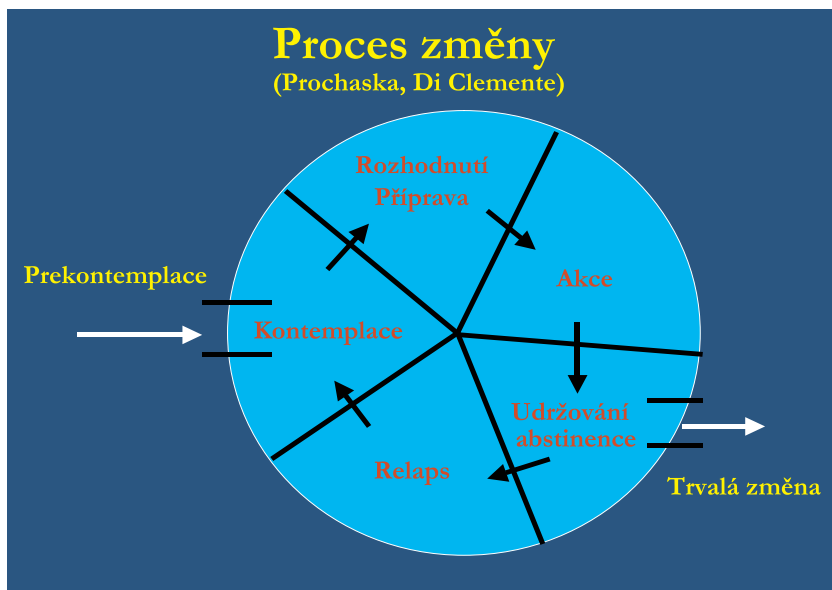 Proces změny
(Prochaska, Di Clemente)
Rozhodnutí
Příprava
Prekontemplace
Akce
Kontemplace
Udržování
abstinence
Relaps
Trvalá změna